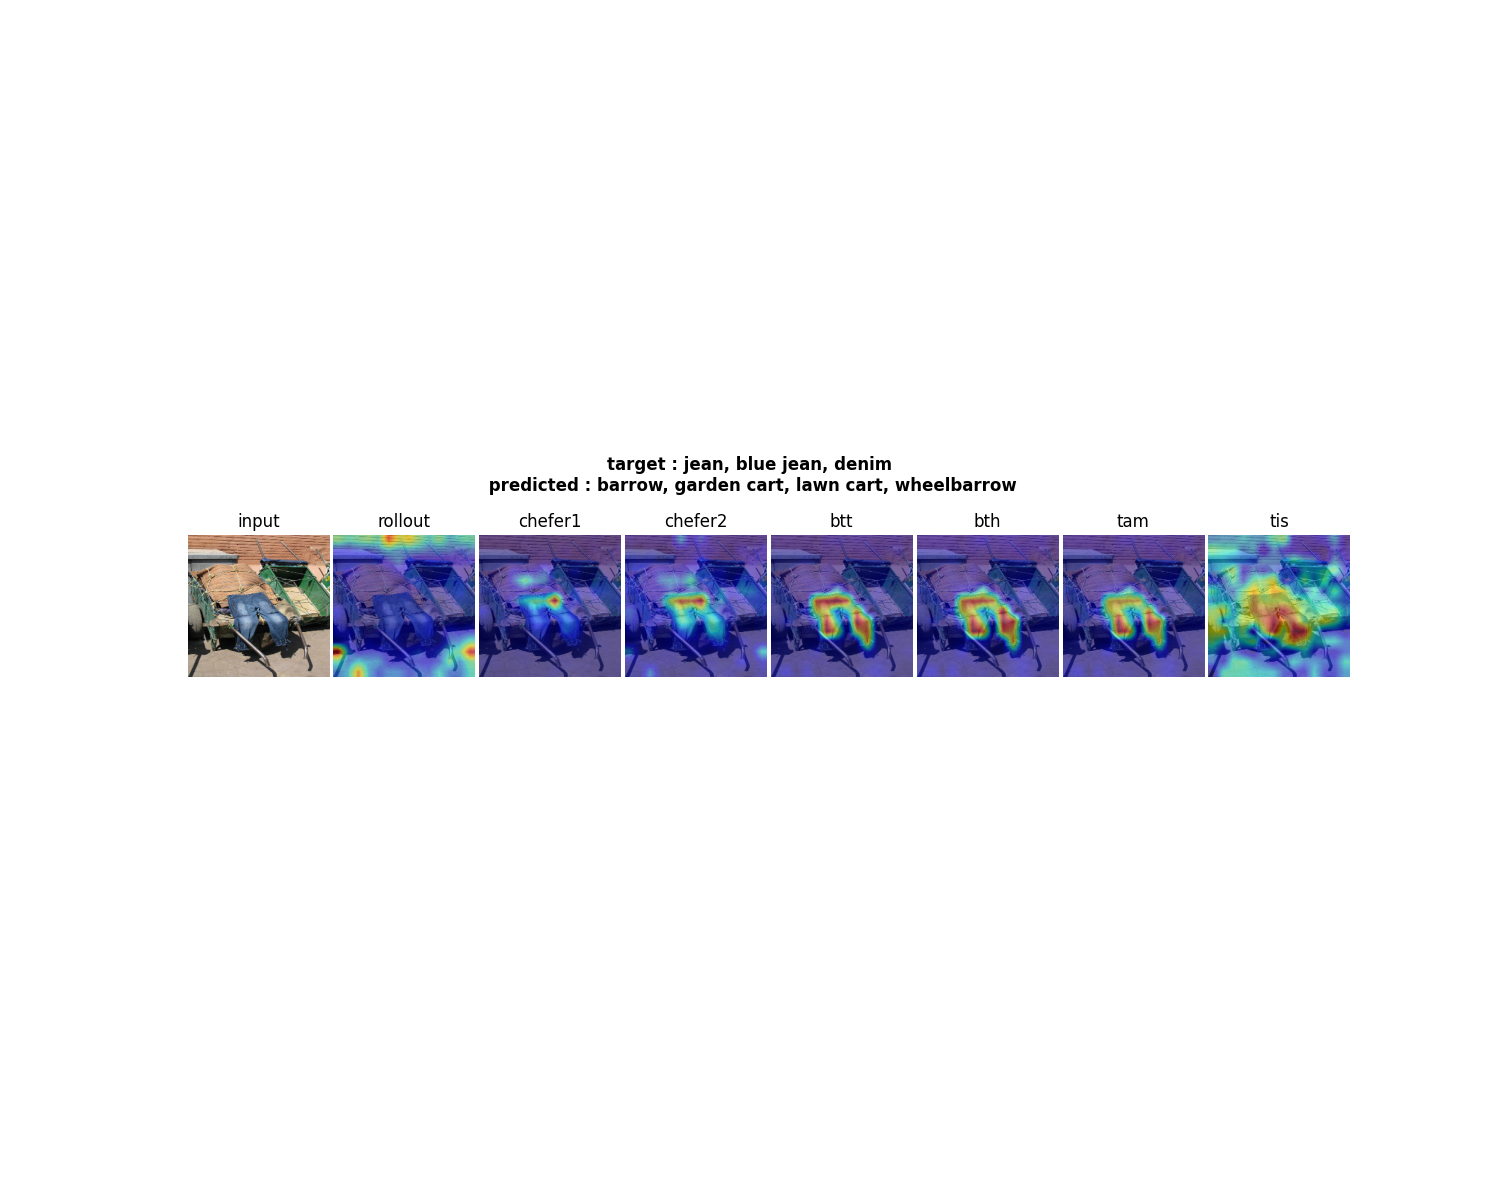 target : jean, blue jean, denim
predicted : barrow, garden cart, lawn cart, wheelbarrow
input rollout chefer1 chefer2 btt bth tam tis